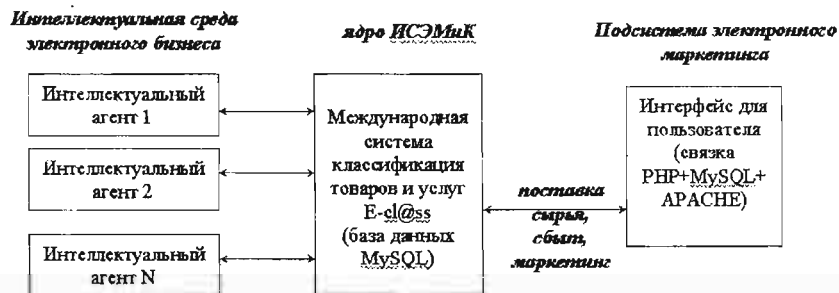 Интеллектуальная среда
электронного бизнеса
ядро ИСЭМиК
Подсистема электронного
маркетинга
Интеллектуальный
агент 1
Интеллектуальный
агент 2
Интеллектуальный
агент N
Международная
система
классификация
товаров и услуг
E-cl@ss
(база данных
MySQL)
поставка
сырья,
сбыт,
маркетинг
Интерфейс для
пользователя
(связка
PHP+MySQL+
APACHE)